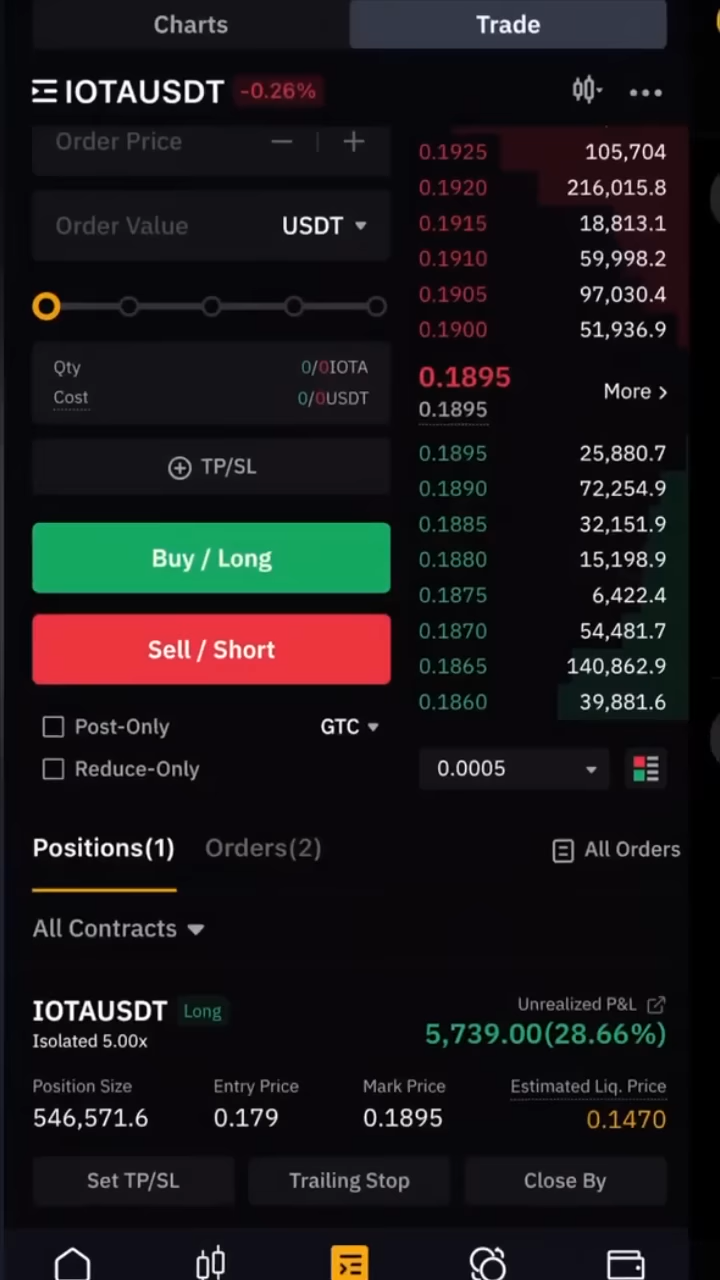 Charts
Trade
IOTAUSDT -0.26%
Order Price
Order Value USDT
Qty 0/0IOTA
Cost 0/0USDT
TP/SL
Buy / Long
Sell / Short
Post-Only GTC
Reduce-Only
0.1925 105,704
0.1920 216,015.8
0.1915 18,813.1
0.1910 59,998.2
0.1905 97,030.4
0.1900 51,936.9
0.1895
0.1895
More
0.1895 25,880.7
0.1890 72,254.9
0.1885 32,151.9
0.1880 15,198.9
0.1875 6,422.4
0.1870 54,481.7
0.1865 140,862.9
0.1860 39,881.6
0.0005
Positions(1) Orders(2) All Orders
All Contracts
IOTAUSDT Long
Isolated 5.00x
Unrealized P&L
5,739.00(28.66%)
Position Size Entry Price Mark Price Estimated Liq. Price
546,571.6 0.179 0.1895 0.1470
Set TP/SL Trailing Stop Close By